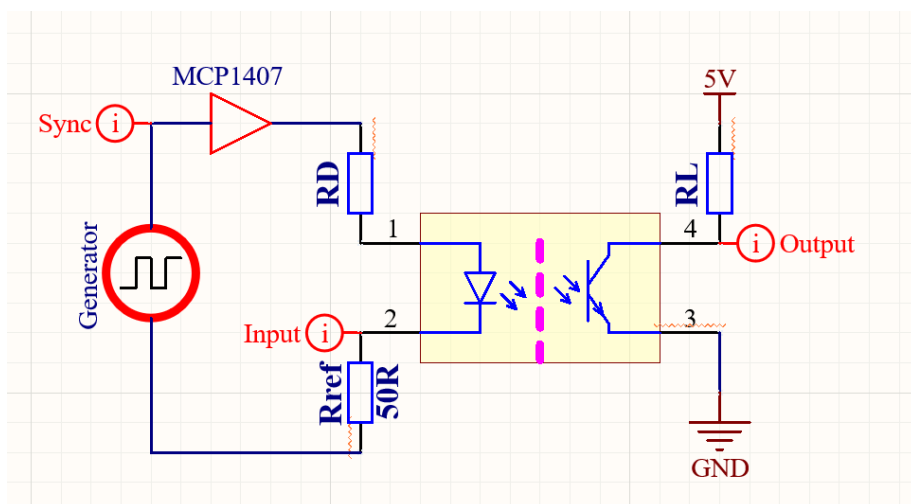 MCP1407
5V
Sync
i
RD
RL
1
4
i
Output
Generator
Input
i
2
3
Rref
50R
GND